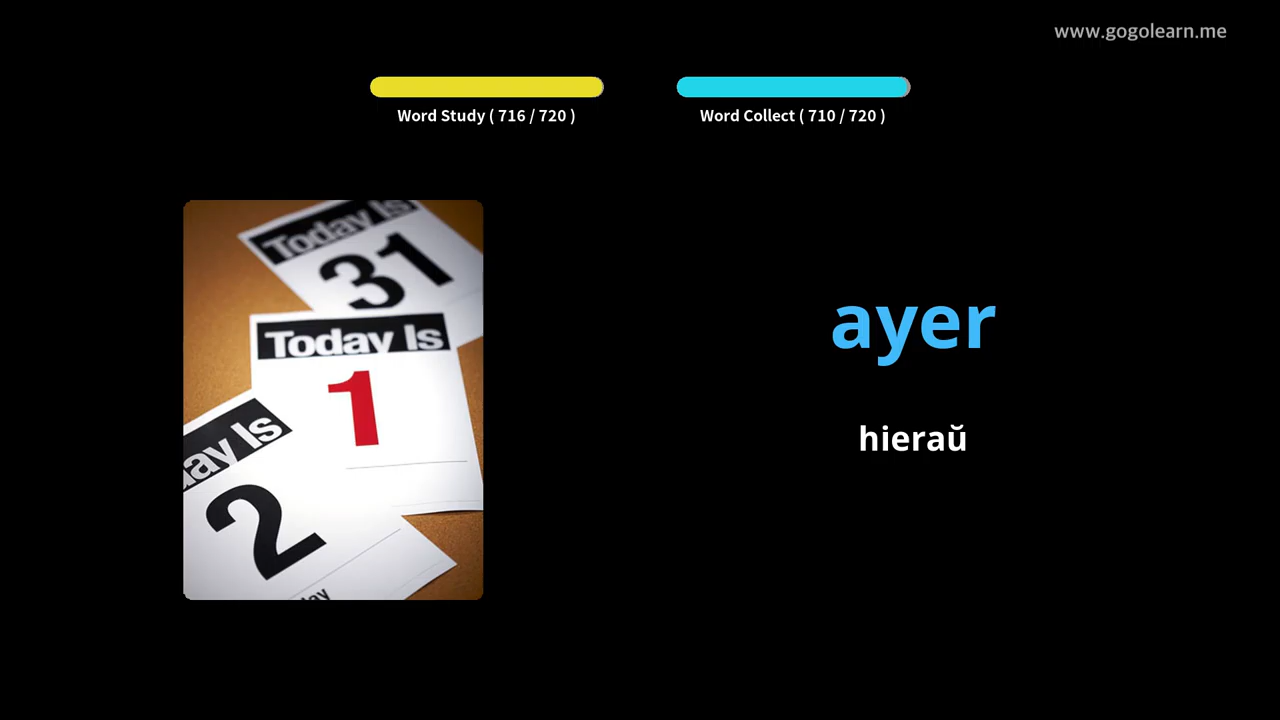 www.gogolearn.me
Word Study ( 716 / 720 )
Word Collect ( 710 / 720 )
Today Is
31
Today Is
1
ay Is
2
ay
ayer
hieraŭ